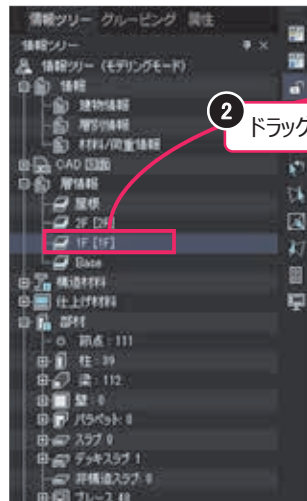 情報ツリー グルーピング 属性
情報ツリー
情報ツリー (モデリングモード)
情報
建物情報
層別情報
材料/荷重情報
2
ドラック
CAD 図面
層情報
屋根
2F [2F]
1F [1F]
Base
構造材料
仕上げ材料
部材
節点 : 111
柱 : 39
梁 : 112
壁 : 0
パラペット: 0
スラブ 0
デッキスラブ 1
非構造スラブ: 0
ブレース 48